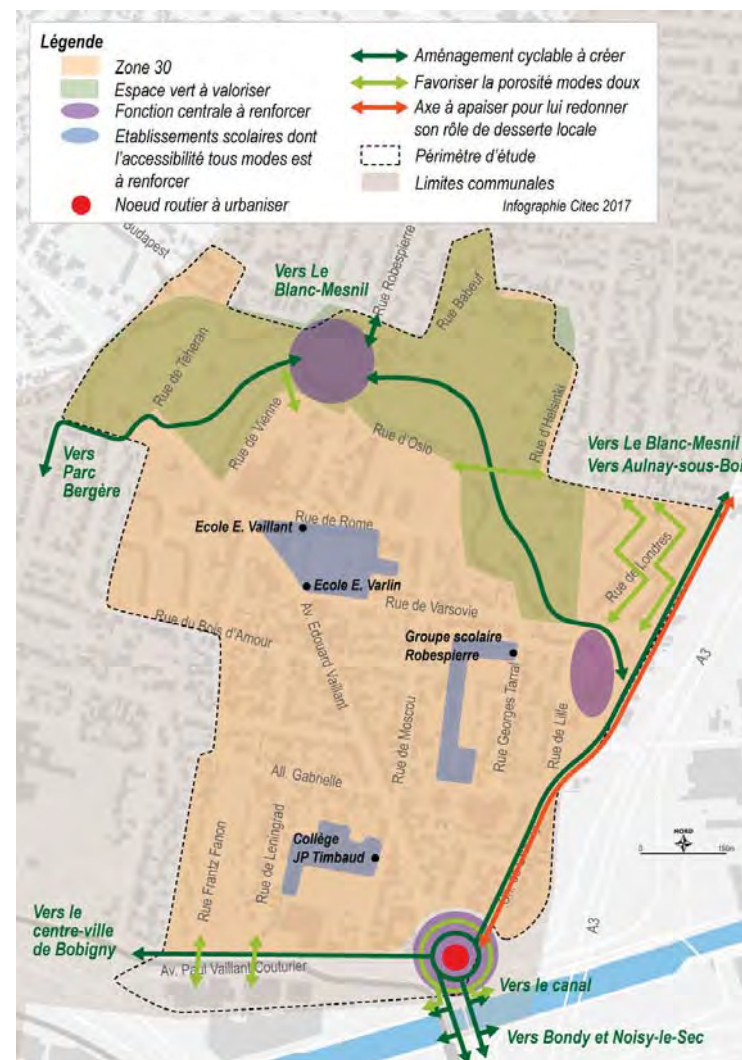 Légende
Zone 30
Espace vert à valoriser
Fonction centrale à renforcer
Etablissements scolaires dont
l'accessibilité tous modes est
à renforcer
Noeud routier à urbaniser
Aménagement cyclable à créer
Favoriser la porosité modes doux
Axe à apaiser pour lui redonner
son rôle de desserte locale
Périmètre d'étude
Limites communales
Infographie Citec 2017
Budapest
Vers Le
Blanc-Mesnil
Rue Robespierre
Rue Babeuf
Rue de Teheran
Rue de Vienne
Rue d'Oslo
Rue d'Helsinki
Vers
Parc
Bergère
Vers Le Blanc-Mesnil
Vers Aulnay-sous-Boi
Rue de Londres
Ecole E. Vaillant
Rue de Rome
Ecole E. Varlin
Rue de Varsovie
Rue du Bois d'Amour
Av. Edouard Vaillant
Groupe scolaire
Robespierre
Rue de Moscou
Rue Georges Tarral
Rue de Lille
A3
All. Gabrielle
Rue Frantz Fanon
Rue de Leningrad
Collège
JP Timbaud
NORD
0 150m
Vers le
centre-ville
de Bobigny
Av. Paul Vaillant Couturier
A3
Vers le canal
Vers Bondy et Noisy-le-Sec